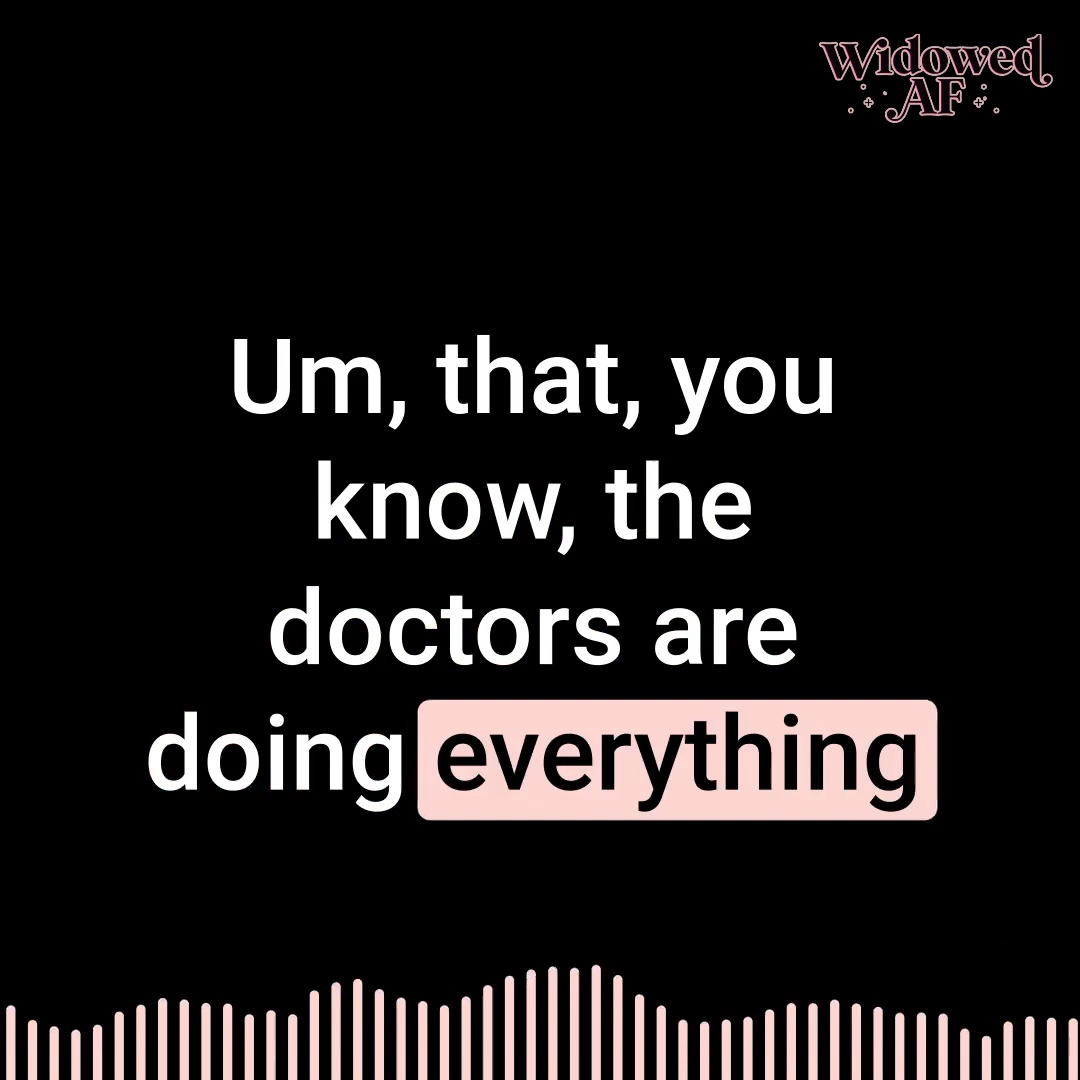 Widowed
AF
Um, that, you
know, the
doctors are
doing everything